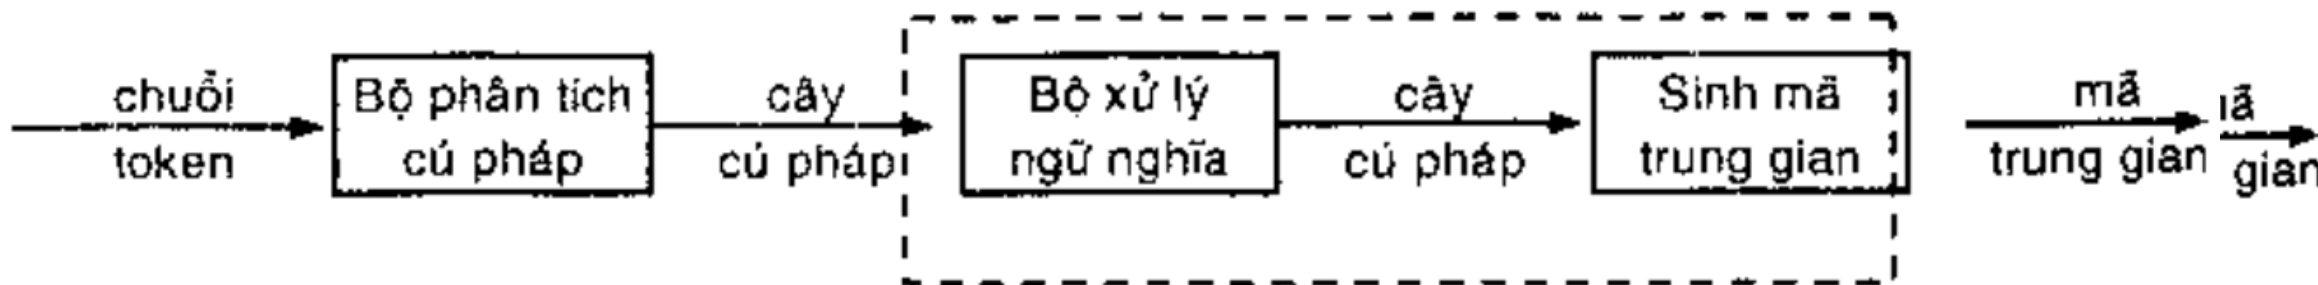 chuỗi
token
Bộ phân tích
cú pháp
cây
cú pháp
Bộ xử lý
ngữ nghĩa
cây
cú pháp
Sinh mã
trung gian
mã
trung gian
gian